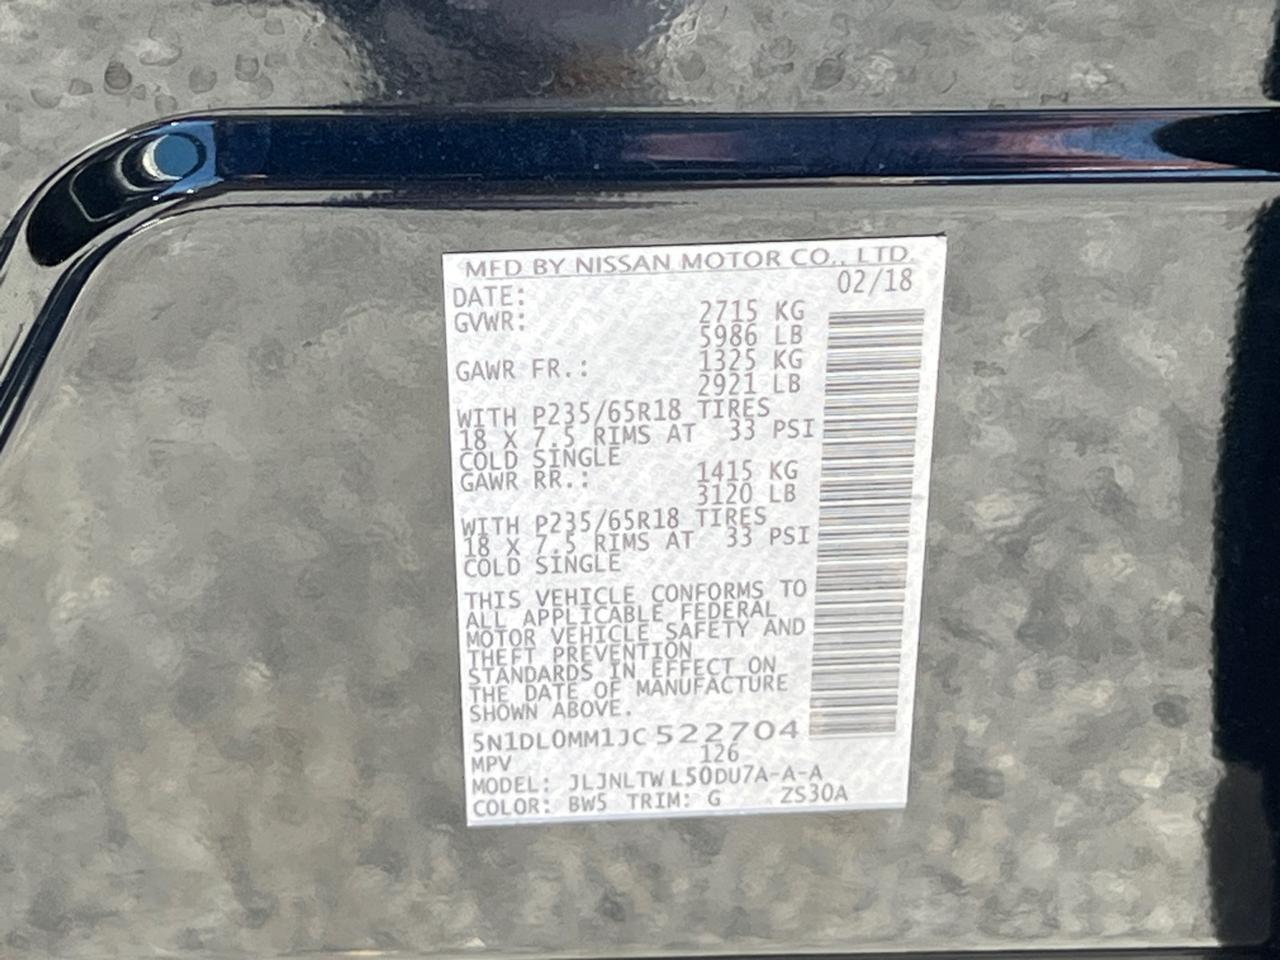 MFD BY NISSAN MOTOR CO., LTD.
DATE: 02/18
GVWR: 2715 KG
5986 LB
GAWR FR.: 1325 KG
2921 LB
WITH P235/65R18 TIRES
18 X 7.5 RIMS AT 33 PSI
COLD SINGLE
GAWR RR.: 1415 KG
3120 LB
WITH P235/65R18 TIRES
18 X 7.5 RIMS AT 33 PSI
COLD SINGLE
THIS VEHICLE CONFORMS TO
ALL APPLICABLE FEDERAL
MOTOR VEHICLE SAFETY AND
THEFT PREVENTION
STANDARDS IN EFFECT ON
THE DATE OF MANUFACTURE
SHOWN ABOVE.
5N1DL0MM1JC 522704
MPV 126
MODEL: JLJNLTW L50DU7A-A-A
COLOR: BW5 TRIM: G ZS30A